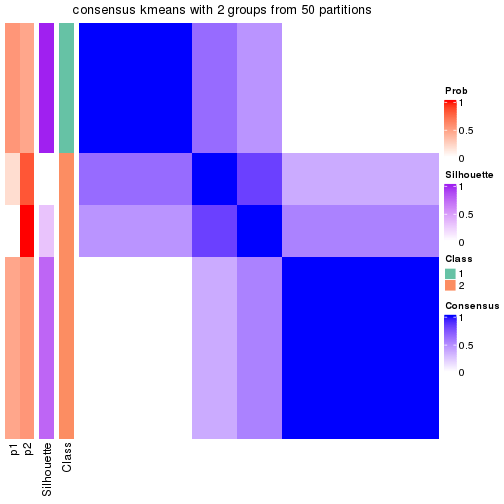 consensus kmeans with 2 groups from 50 partitions
Prob
1
0.5
0
Silhouette
1
0.5
0
Class
1
2
Consensus
1
0.5
0
p1
p2
Silhouette
Class